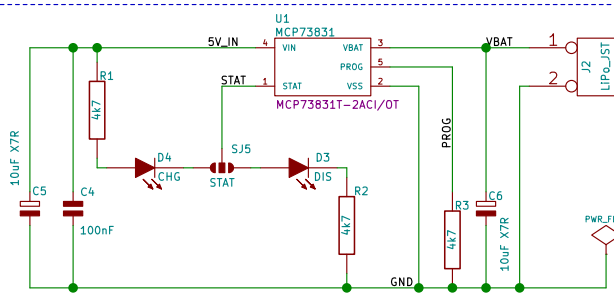 U1
MCP73831
5V_IN
4
VIN
VBAT
3
VBAT
1
PROG
5
STAT
1
STAT
VSS
2
2
MCP73831T-2ACI/OT
J2
LiPo_JST
R1
4k7
PROG
10uF X7R
SJ5
D4
CHG
STAT
D3
DIS
C5
C4
100nF
R2
4k7
R3
4k7
C6
10uF X7R
GND